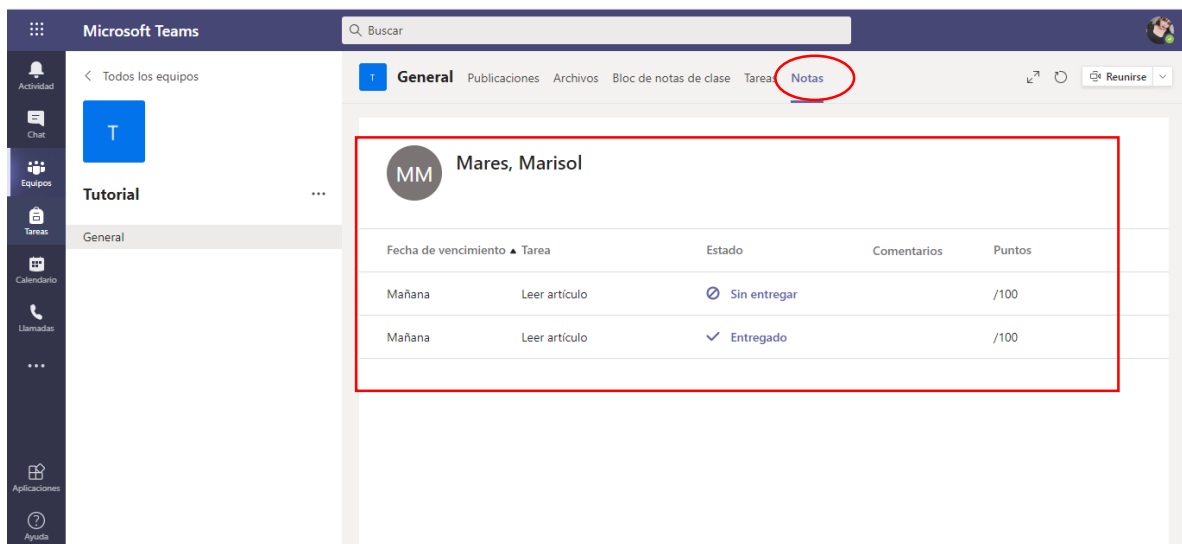 Microsoft Teams
Buscar
Actividad
Chat
Equipos
Tareas
Calendario
Llamadas
Aplicaciones
Ayuda
Todos los equipos
T
Tutorial
General
T General Publicaciones Archivos Bloc de notas de clase Tareas Notas Reunirse
MM Mares, Marisol
Fecha de vencimiento Tarea Estado Comentarios Puntos
Mañana Leer artículo Sin entregar /100
Mañana Leer artículo Entregado /100